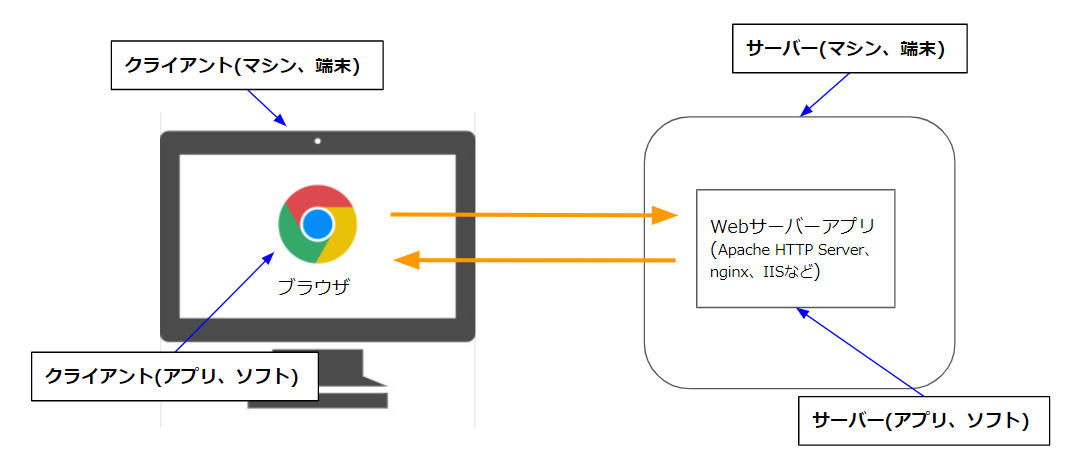 クライアント(マシン、端末)
サーバー(マシン、端末)
ブラウザ
Webサーバーアプリ
(Apache HTTP Server、
nginx、IISなど)
クライアント(アプリ、ソフト)
サーバー(アプリ、ソフト)